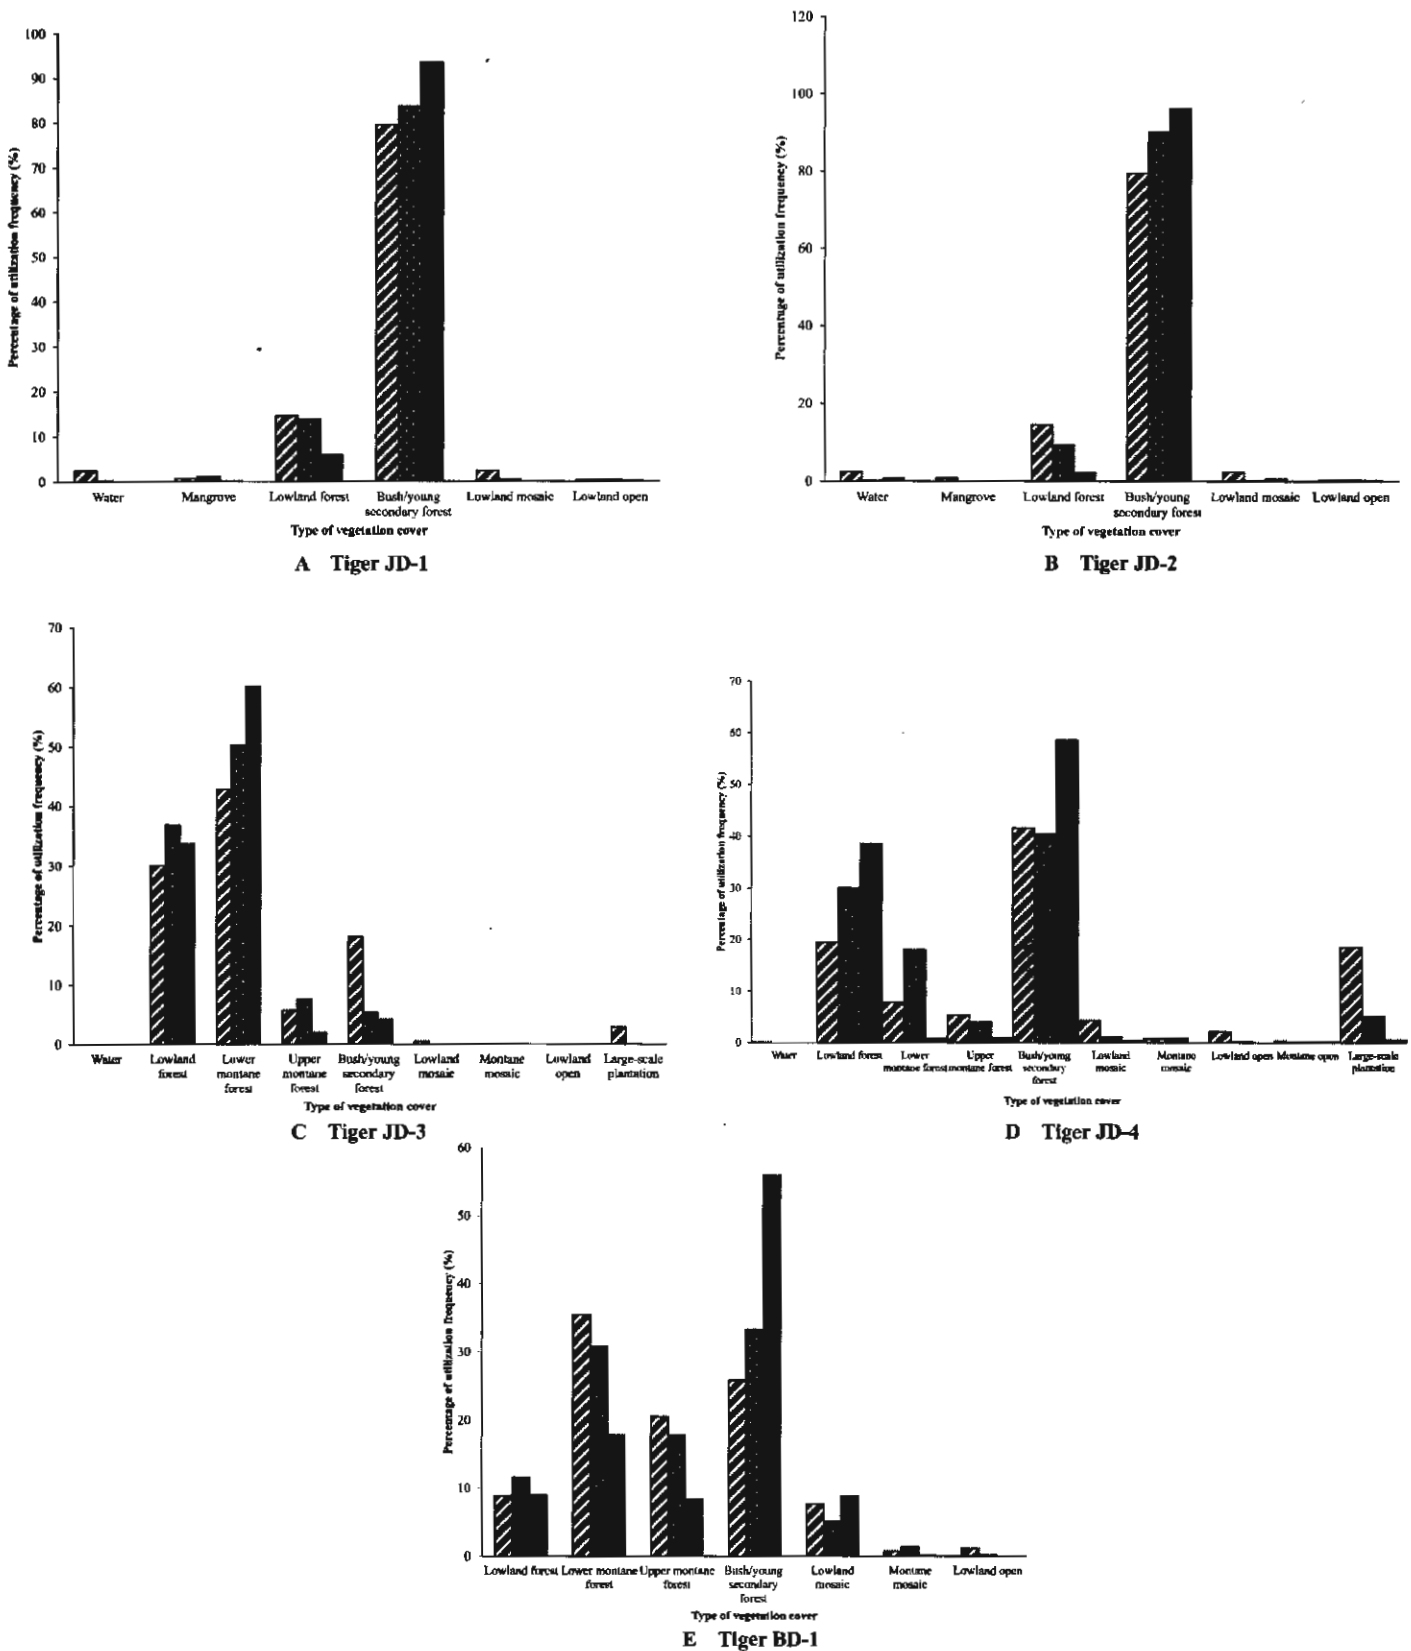 100
90
80
70
60
50
40
30
20
10
0
Percentage of utilization frequency (%)
Water Mangrove Lowland forest Bush/young Lowland mosaic Lowland open
secondary forest
Type of vegetation cover
A Tiger JD-1
120
100
80
60
40
20
0
Percentage of utilization frequency (%)
Water Mangrove Lowland forest Bush/young Lowland mosaic Lowland open
secondary forest
Type of vegetation cover
B Tiger JD-2
70
60
50
40
30
20
10
0
Percentage of utilization frequency (%)
Water Lowland Lower Upper Bush/young Lowland Montane Lowland Large-scale
forest montane montane secondary mosaic mosaic open plantation
forest forest forest
Type of vegetation cover
C Tiger JD-3
70
60
50
40
30
20
10
0
Percentage of utilization frequency (%)
Water Lowland forest Lower Upper Bush/young Lowland Montane Lowland open Montane open Large-scale
montane forest montane forest secondary mosaic mosaic plantation
forest
Type of vegetation cover
D Tiger JD-4
60
50
40
30
20
10
0
Percentage of utilization frequency (%)
Lowland forest Lower montane Upper montane Bush/young Lowland Montane Lowland open
forest forest secondary mosaic mosaic
forest
Type of vegetation cover
E Tiger BD-1